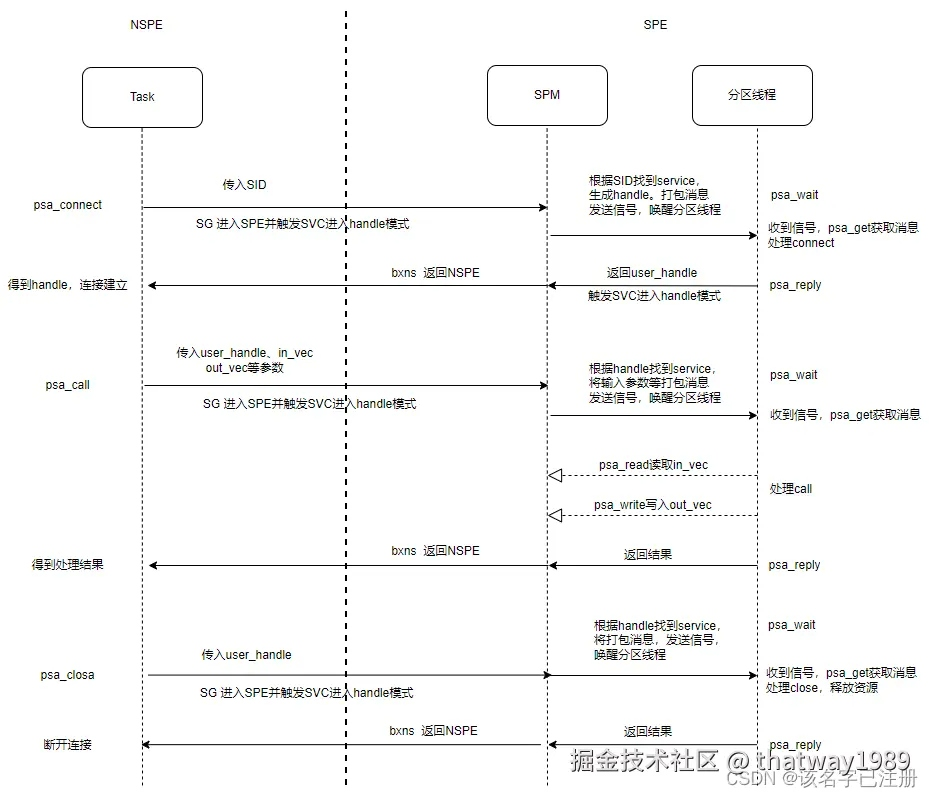 NSPE
SPE
Task
SPM
分区线程
传入SID
psa_connect
SG 进入SPE并触发SVC进入handle模式
根据SID找到service，
生成handle。打包消息
发送信号，唤醒分区线程
psa_wait
收到信号，psa_get获取消息
处理connect
得到handle，连接建立
bxns 返回NSPE
返回user_handle
触发SVC进入handle模式
psa_reply
传入user_handle、in_vec
out_vec等参数
psa_call
SG 进入SPE并触发SVC进入handle模式
根据handle找到service，
将输入参数等打包消息
发送信号，唤醒分区线程
psa_wait
收到信号，psa_get获取消息
psa_read读取in_vec
处理call
psa_write写入out_vec
得到处理结果
bxns 返回NSPE
返回结果
psa_reply
根据handle找到service，
将打包消息，发送信号，
唤醒分区线程
psa_wait
传入user_handle
psa_closa
SG 进入SPE并触发SVC进入handle模式
收到信号，psa_get获取消息
处理close，释放资源
断开连接
bxns 返回NSPE
返回结果
psa_reply
掘金技术社区 @ thatway1989
CSDN @该名字已注册